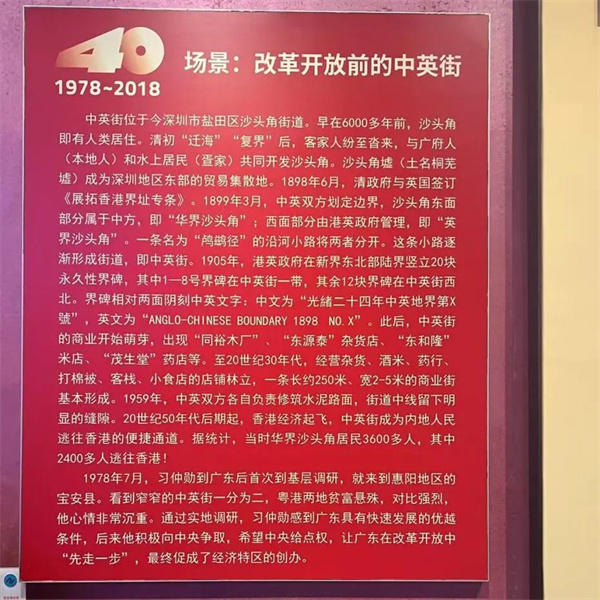 40
1978~2018
场景：改革开放前的中英街
中英街位于今深圳市盐田区沙头角街道。早在6000多年前，沙头角
即有人类居住。清初“迁海”“复界”后，客家人纷至沓来，与广府人
（本地人）和水上居民（疍家）共同开发沙头角。沙头角墟（土名桐芜
墟）成为深圳地区东部的贸易集散地。1898年6月，清政府与英国签订
《展拓香港界址专条》。1899年3月，中英双方划定边界，沙头角东面
部分属于中方，即“华界沙头角”；西面部分由港英政府管理，即“英
界沙头角”。一条名为“鸬鹚径”的沿河小路将两者分开。这条小路逐
渐形成街道，即中英街。1905年，港英政府在新界东北部陆界竖立20块
永久性界碑，其中1—8号界碑在中英街一带，其余12块界碑在中英街西
北。界碑相对两面阴刻中英文字：中文为“光緒二十四年中英地界第X
號”，英文为“ANGLO-CHINESE BOUNDARY 1898 NO.X”。此后，中英街
的商业开始萌芽，出现“同裕木厂”、“东源泰”杂货店、“东和隆”
米店、“茂生堂”药店等。至20世纪30年代，经营杂货、酒米、药行、
打棉被、客栈、小食店的店铺林立，一条长约250米、宽2-5米的商业街
基本形成。1959年，中英双方各自负责修筑水泥路面，街道中线留下明
显的缝隙。20世纪50年代后期起，香港经济起飞，中英街成为内地人民
逃往香港的便捷通道。据统计，当时华界沙头角居民3600多人，其中
2400多人逃往香港！
1978年7月，习仲勋到广东后首次到基层调研，就来到惠阳地区的
宝安县。看到窄窄的中英街一分为二，粤港两地贫富悬殊，对比强烈，
他心情非常沉重。通过实地调研，习仲勋感到广东具有快速发展的优越
条件，后来他积极向中央争取，希望中央给点权，让广东在改革开放中
“先走一步”，最终促成了经济特区的创办。